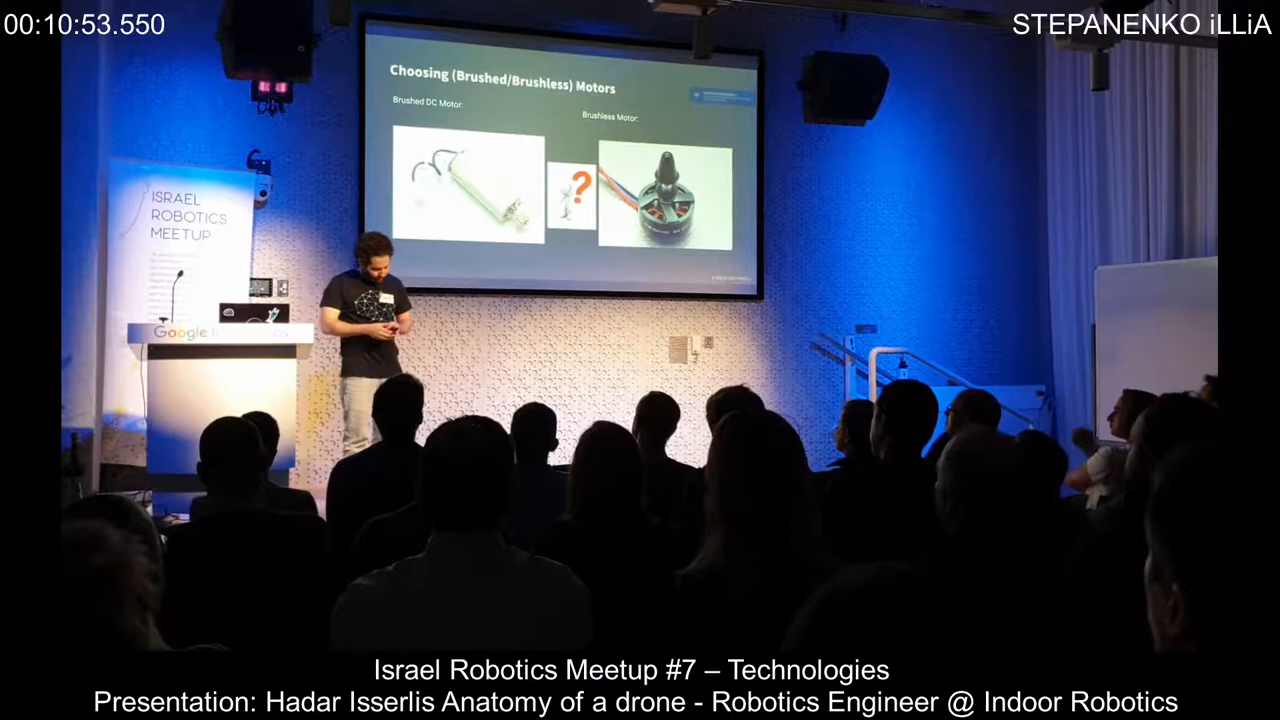 00:10:53.550
STEPANENKO iLLiA
Choosing (Brushed/Brushless) Motors
Brushed DC Motor:
Brushless Motor:
?
ISRAEL
ROBOTICS
MEETUP
Google
Israel Robotics Meetup #7 – Technologies
Presentation: Hadar Isserlis Anatomy of a drone - Robotics Engineer @ Indoor Robotics